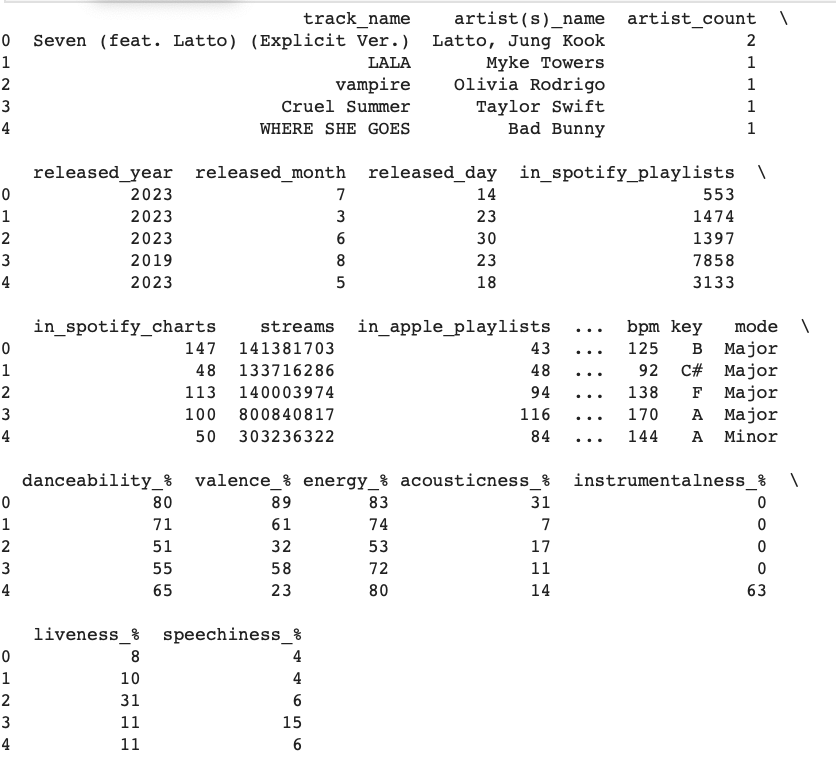 track_name artist(s)_name artist_count \
0 Seven (feat. Latto) (Explicit Ver.) Latto, Jung Kook 2
1 LALA Myke Towers 1
2 vampire Olivia Rodrigo 1
3 Cruel Summer Taylor Swift 1
4 WHERE SHE GOES Bad Bunny 1
released_year released_month released_day in_spotify_playlists \
0 2023 7 14 553
1 2023 3 23 1474
2 2023 6 30 1397
3 2019 8 23 7858
4 2023 5 18 3133
in_spotify_charts streams in_apple_playlists ... bpm key mode \
0 147 141381703 43 ... 125 B Major
1 48 133716286 48 ... 92 C# Major
2 113 140003974 94 ... 138 F Major
3 100 800840817 116 ... 170 A Major
4 50 303236322 84 ... 144 A Minor
danceability_% valence_% energy_% acousticness_% instrumentalness_% \
0 80 89 83 31 0
1 71 61 74 7 0
2 51 32 53 17 0
3 55 58 72 11 0
4 65 23 80 14 63
liveness_% speechiness_%
0 8 4
1 10 4
2 31 6
3 11 15
4 11 6